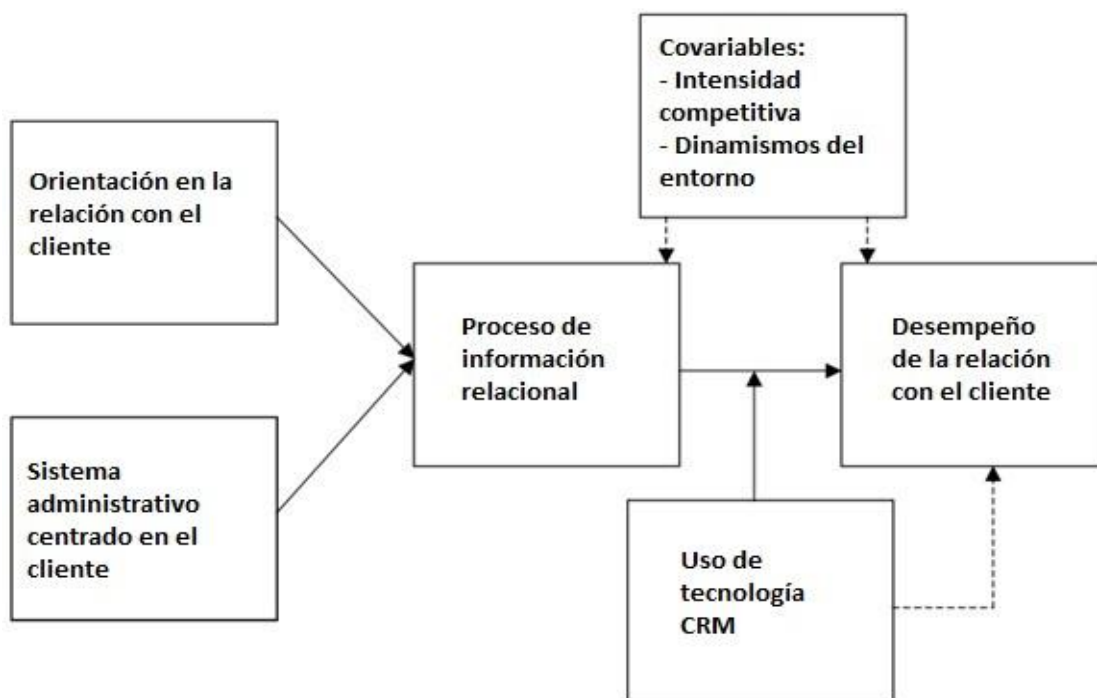 Covariables:
- Intensidad
competitiva
- Dinamismos del
entorno
Orientación en la
relación con el
cliente
Proceso de
información
relacional
Desempeño
de la relación
con el cliente
Sistema
administrativo
centrado en el
cliente
Uso de
tecnología
CRM